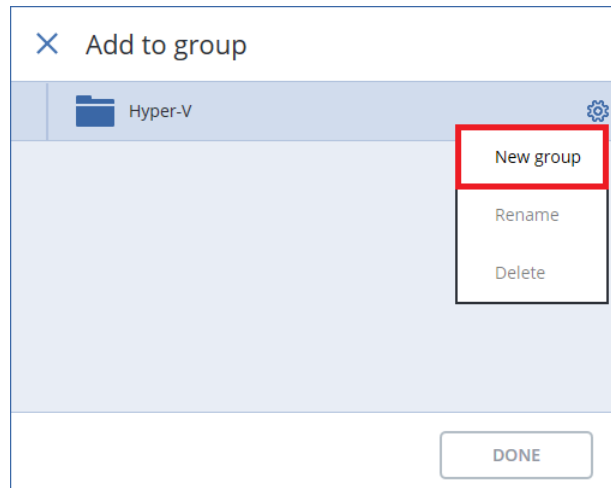 Add to group
Hyper-V
New group
Rename
Delete
DONE